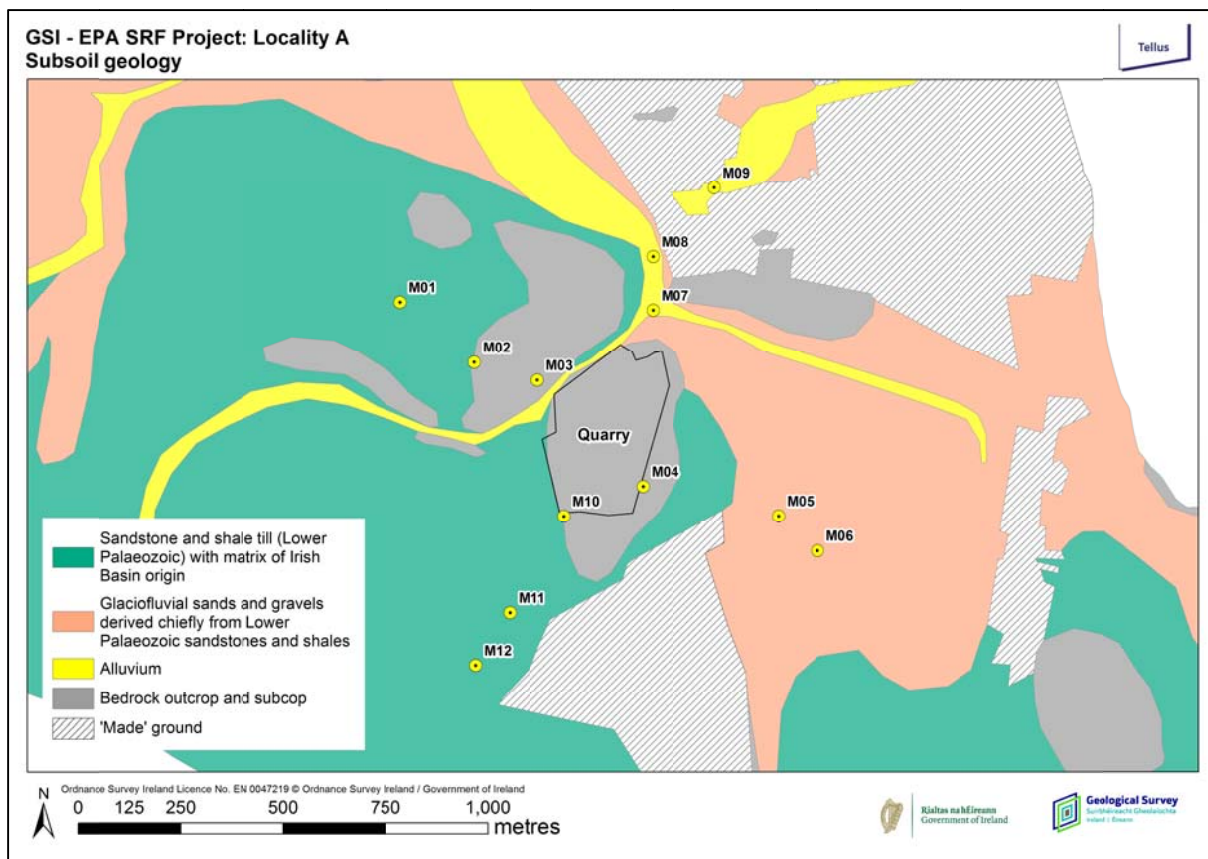 GSI - EPA SRF Project: Locality A
Subsoil geology
Tellus
M09
M08
M01
M07
M02
M03
Quarry
M04
M10
M05
M06
M11
M12
Sandstone and shale till (Lower
Palaeozoic) with matrix of Irish
Basin origin
Glaciofluvial sands and gravels
derived chiefly from Lower
Palaeozoic sandstones and shales
Alluvium
Bedrock outcrop and subcop
'Made' ground
N
Ordnance Survey Ireland Licence No. EN 0047219 © Ordnance Survey Ireland / Government of Ireland
0 125 250 500 750 1,000
metres
Rialtas na hÉireann
Government of Ireland
Geological Survey
Suirbhéireacht Gheolaíochta
Ireland | Éireann